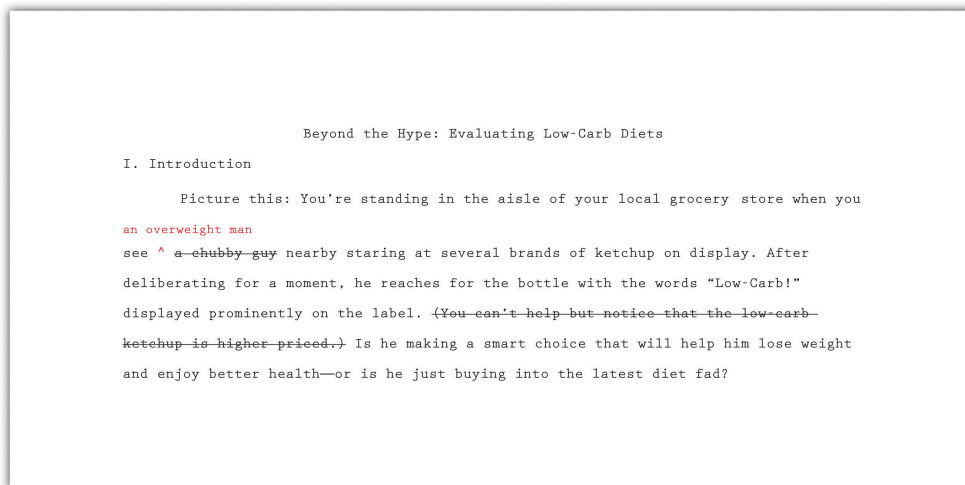 Beyond the Hype: Evaluating Low-Carb Diets
I. Introduction
Picture this: You’re standing in the aisle of your local grocery store when you
an overweight man
see ^ a chubby guy nearby staring at several brands of ketchup on display. After
deliberating for a moment, he reaches for the bottle with the words “Low-Carb!”
displayed prominently on the label. (You can’t help but notice that the low-carb
ketchup is higher priced.) Is he making a smart choice that will help him lose weight
and enjoy better health—or is he just buying into the latest diet fad?